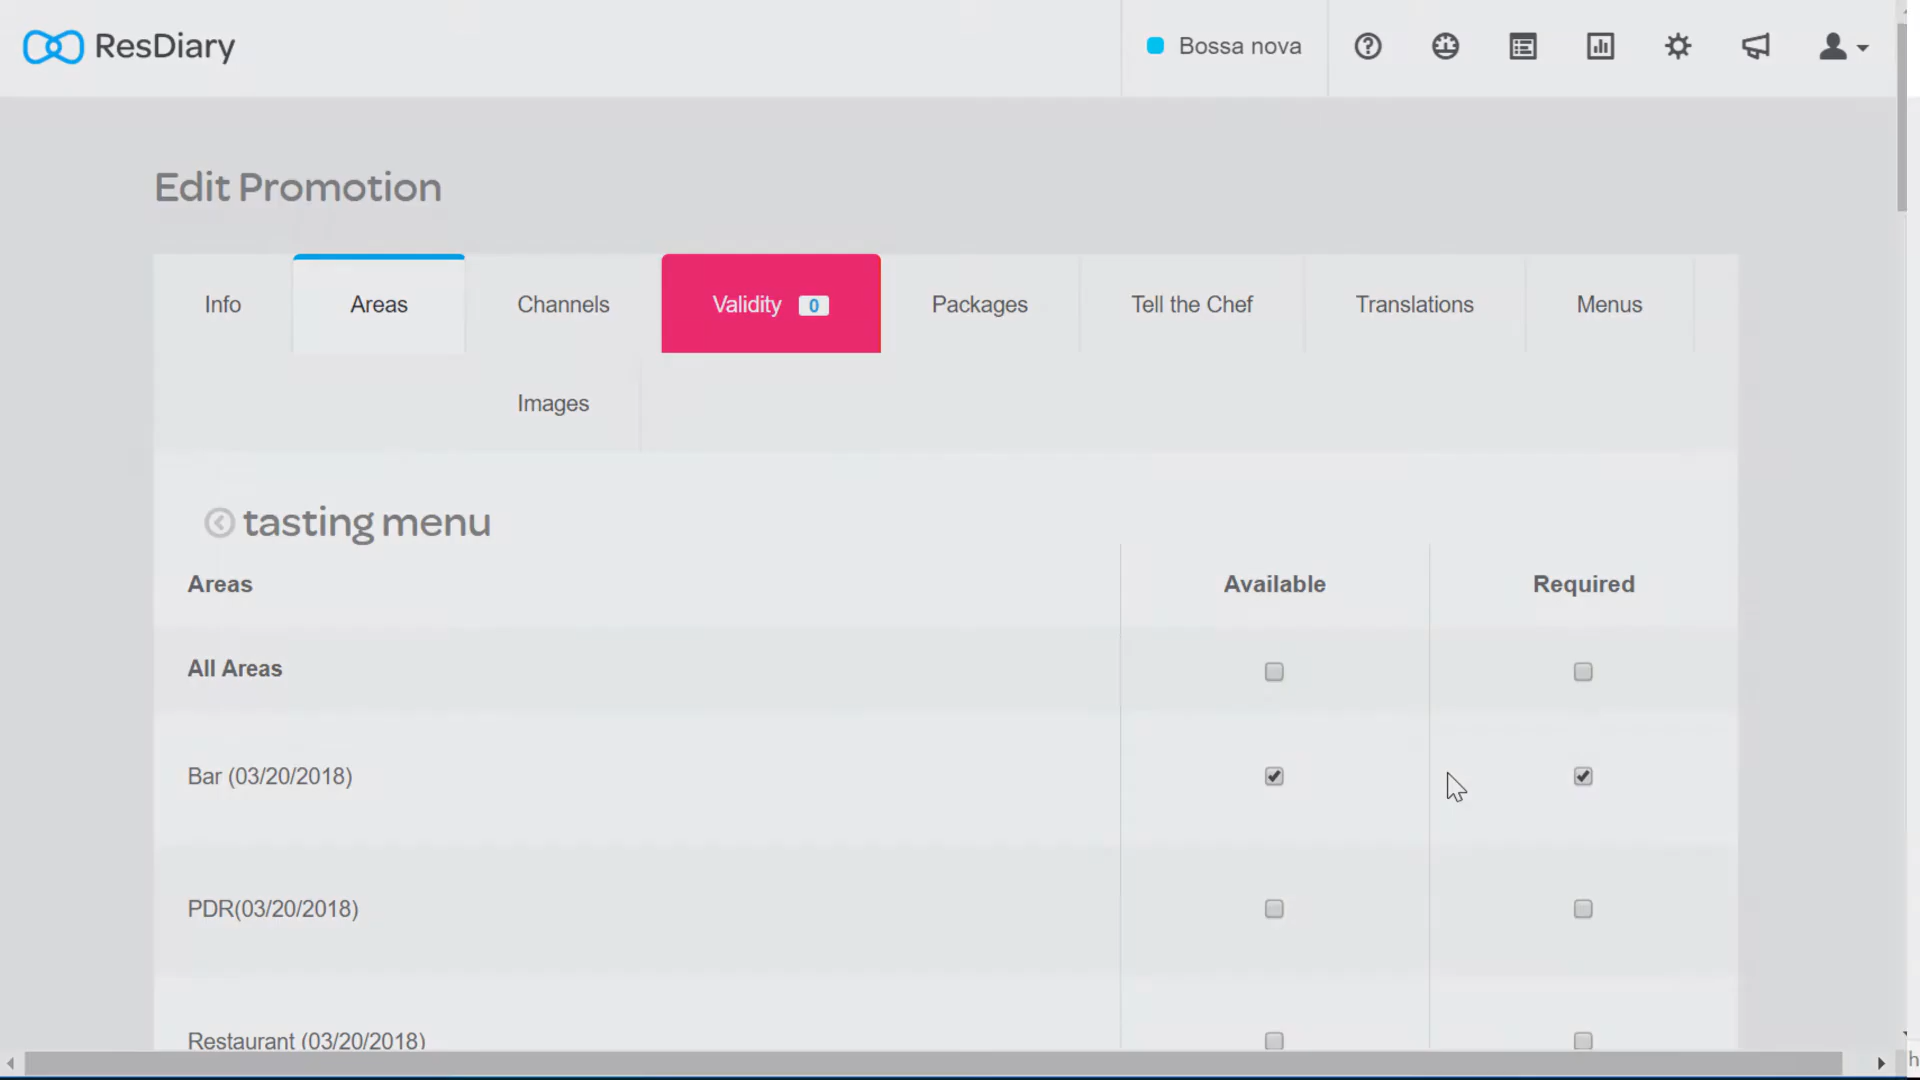 ResDiary
Bossa nova
Edit Promotion
Info Areas Channels Validity 0 Packages Tell the Chef Translations Menus
Images
tasting menu
Areas Available Required
All Areas
Bar (03/20/2018)
PDR(03/20/2018)
Restaurant (03/20/2018)
h